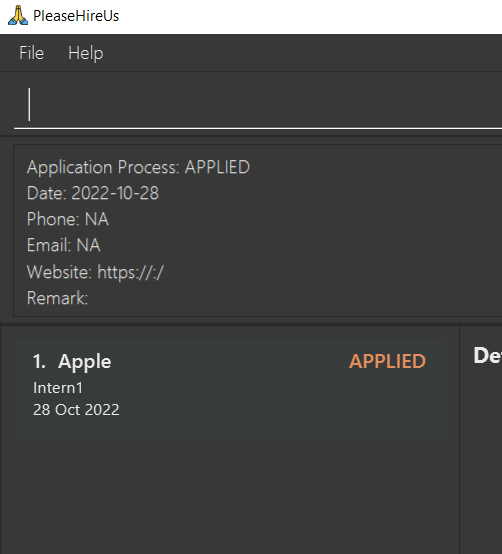 PleaseHireUs
File Help
Application Process: APPLIED
Date: 2022-10-28
Phone: NA
Email: NA
Website: https://:/
Remark:
1. Apple APPLIED
Intern1
28 Oct 2022